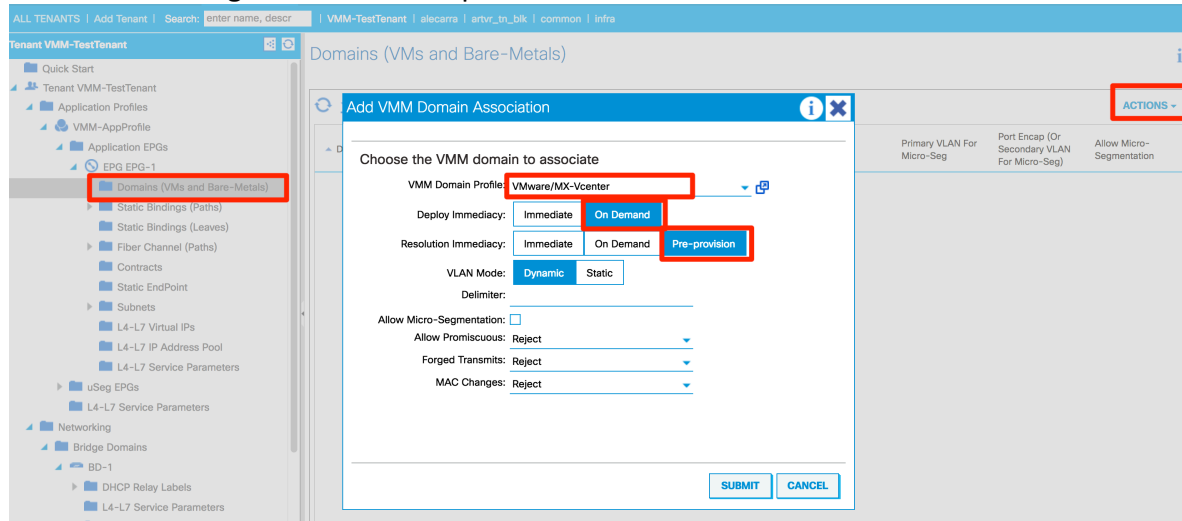 ALL TENANTS | Add Tenant | Search: enter name, descr | VMM-TestTenant | alecarra | artvr_tn_blk | common | infra
Tenant VMM-TestTenant
Quick Start
Tenant VMM-TestTenant
Application Profiles
VMM-AppProfile
Application EPGs
EPG EPG-1
Domains (VMs and Bare-Metals)
Static Bindings (Paths)
Static Bindings (Leaves)
Fiber Channel (Paths)
Contracts
Static EndPoint
Subnets
L4-L7 Virtual IPs
L4-L7 IP Address Pool
L4-L7 Service Parameters
uSeg EPGs
L4-L7 Service Parameters
Networking
Bridge Domains
BD-1
DHCP Relay Labels
L4-L7 Service Parameters
Domains (VMs and Bare-Metals)
i
ACTIONS
D
Primary VLAN For
Micro-Seg
Port Encap (Or
Secondary VLAN
For Micro-Seg)
Allow Micro-
Segmentation
Add VMM Domain Association
i
Choose the VMM domain to associate
VMM Domain Profile: VMware/MX-Vcenter
Deploy Immediacy: Immediate On Demand
Resolution Immediacy: Immediate On Demand Pre-provision
VLAN Mode: Dynamic Static
Delimiter:
Allow Micro-Segmentation:
Allow Promiscuous: Reject
Forged Transmits: Reject
MAC Changes: Reject
SUBMIT CANCEL